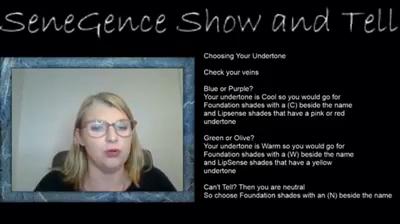 SeneGence Show and Tell
Choosing Your Undertone
Check your veins
Blue or Purple?
Your undertone is Cool so you would go for
Foundation shades with a (C) beside the name
and Lipsense shades that have a pink or red
undertone
Green or Olive?
Your undertone is Warm so you would go for
Foundation shades with a (W) beside the name
and LipSense shades that have a yellow
undertone
Can't Tell? Then you are neutral
So choose Foundation shades with an (N) beside the name